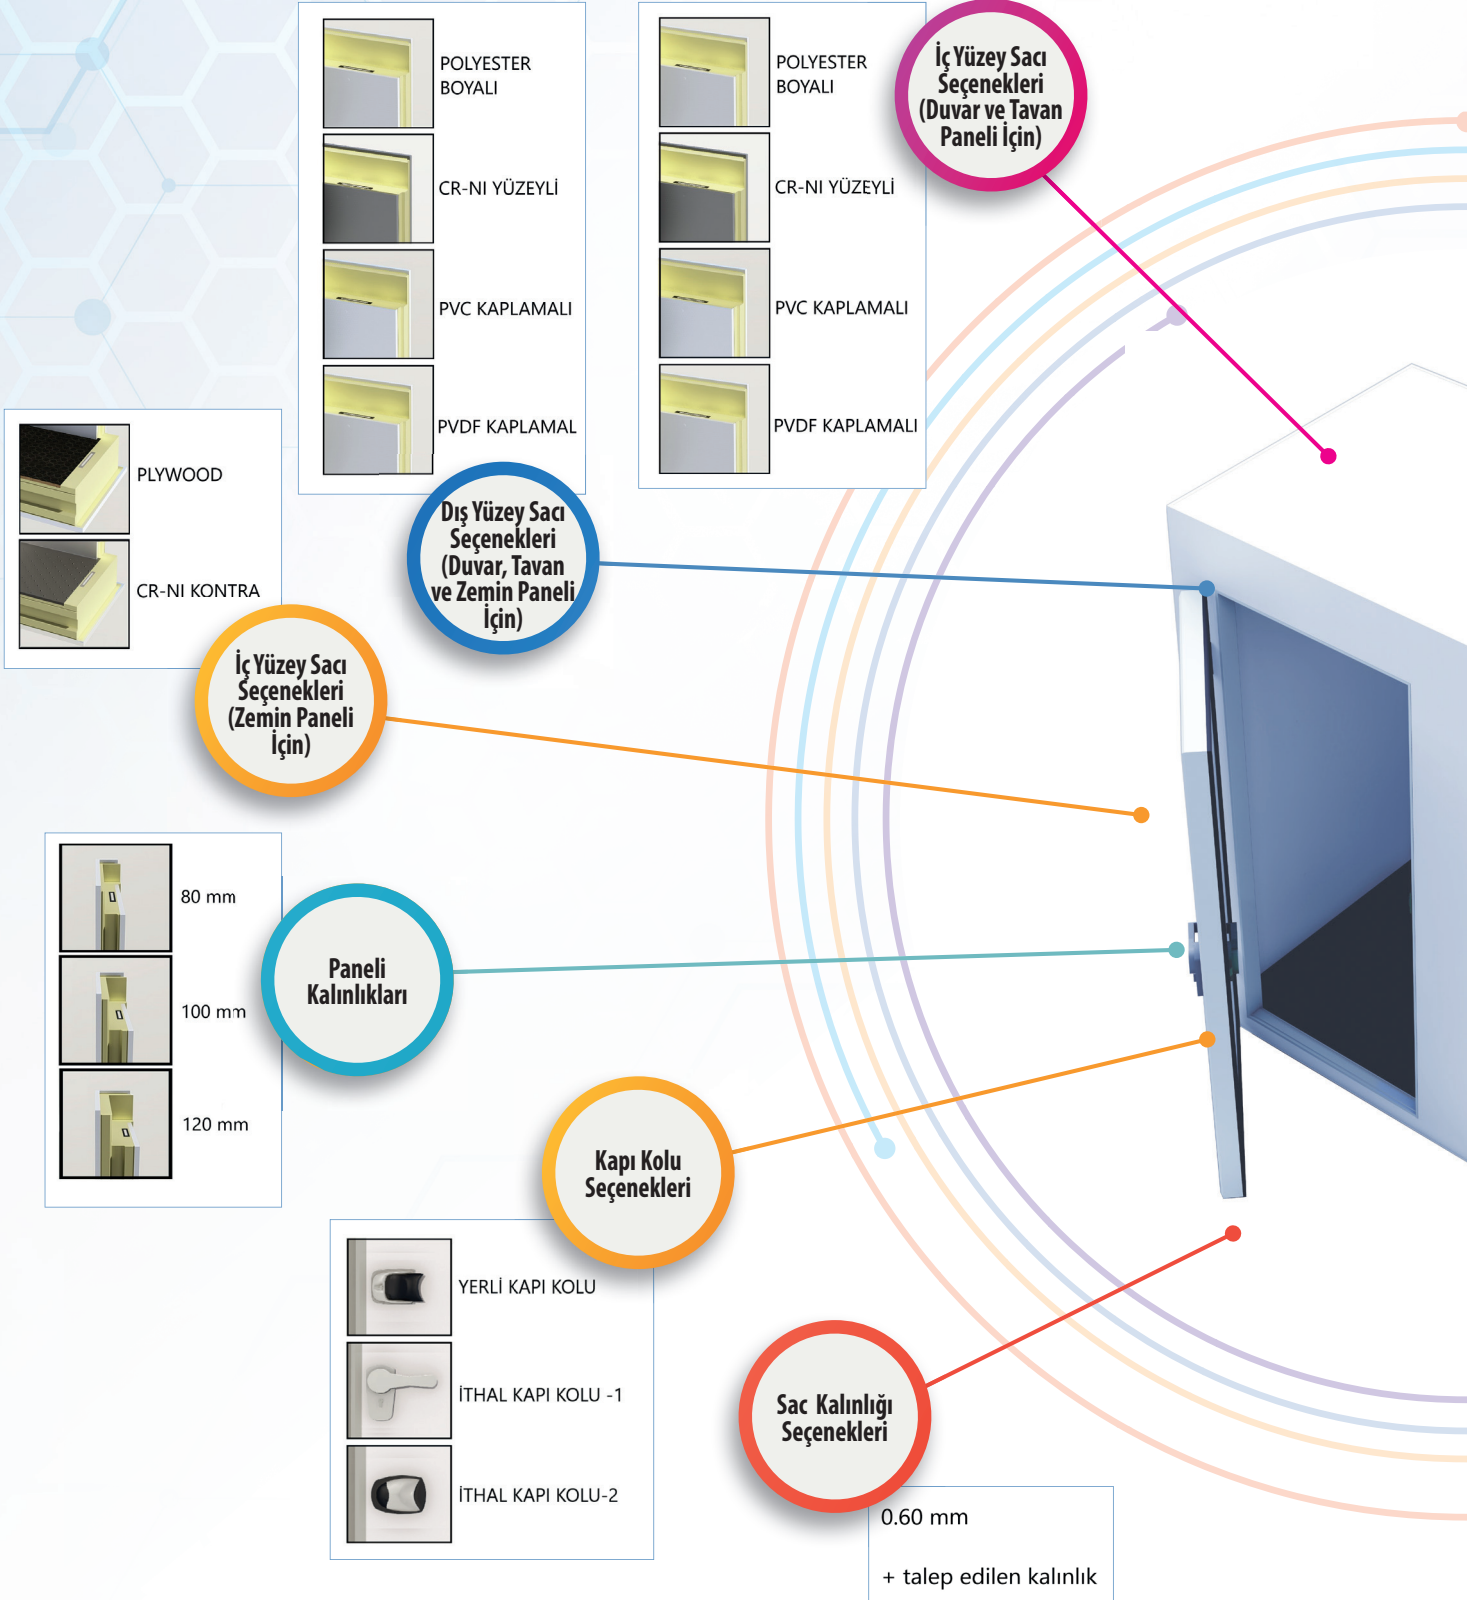 POLYESTER
BOYALI
CR-NI YÜZEYLİ
PVC KAPLAMALI
PVDF KAPLAMAL
Dış Yüzey Sacı
Seçenekleri
(Duvar, Tavan
ve Zemin Paneli
İçin)
POLYESTER
BOYALI
CR-NI YÜZEYLİ
PVC KAPLAMALI
PVDF KAPLAMALI
İç Yüzey Sacı
Seçenekleri
(Duvar ve Tavan
Paneli İçin)
PLYWOOD
CR-NI KONTRA
İç Yüzey Sacı
Seçenekleri
(Zemin Paneli
İçin)
80 mm
100 mm
120 mm
Paneli
Kalınlıkları
Kapı Kolu
Seçenekleri
YERLİ KAPI KOLU
İTHAL KAPI KOLU -1
İTHAL KAPI KOLU-2
Sac Kalınlığı
Seçenekleri
0.60 mm
+ talep edilen kalınlık